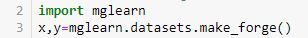 2 import mglearn
3 x,y=mglearn.datasets.make_forge()